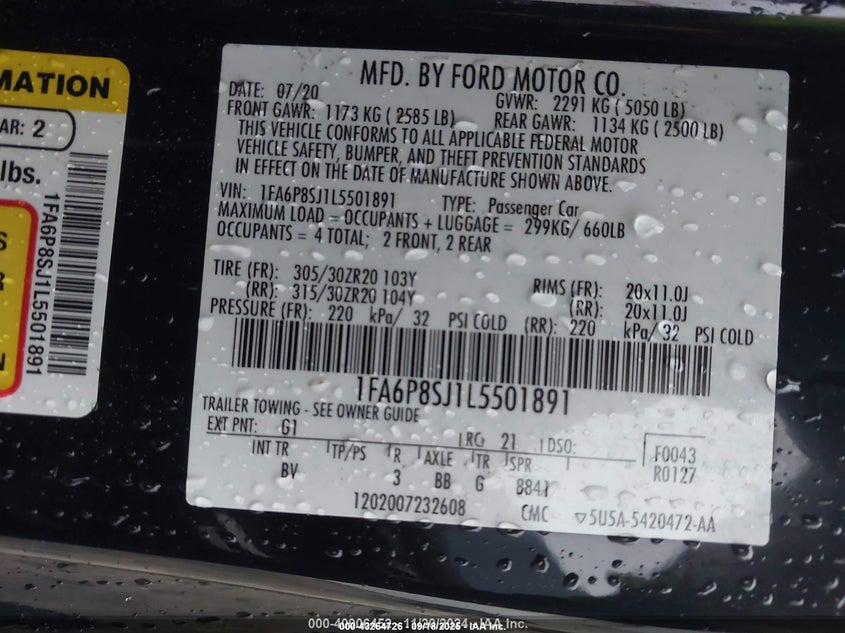 MATION
AR: 2
lbs.
S
R
N
1FA6P8SJ1L5501891
MFD. BY FORD MOTOR CO.
DATE: 07/20 GVWR: 2291 KG ( 5050 LB)
FRONT GAWR: 1173 KG ( 2585 LB) REAR GAWR: 1134 KG ( 2500 LB)
THIS VEHICLE CONFORMS TO ALL APPLICABLE FEDERAL MOTOR
VEHICLE SAFETY, BUMPER, AND THEFT PREVENTION STANDARDS
IN EFFECT ON THE DATE OF MANUFACTURE SHOWN ABOVE.
VIN: 1FA6P8SJ1L5501891 TYPE: Passenger Car
MAXIMUM LOAD = OCCUPANTS + LUGGAGE = 299KG/ 660LB
OCCUPANTS = 4 TOTAL; 2 FRONT, 2 REAR
TIRE (FR): 305/30ZR20 103Y RIMS (FR): 20x11.0J
(RR): 315/30ZR20 104Y (RR): 20x11.0J
PRESSURE (FR): 220 kPa/ 32 PSI COLD (RR): 220 kPa/ 32 PSI COLD
1FA6P8SJ1L5501891
TRAILER TOWING - SEE OWNER GUIDE
EXT PNT: G1 RC: 21 DSO: F0043
INT TR TP/PS R AXLE TR SPR R0127
BV 3 BB G 8841
1202007232608 CMC ▽5U5A-5420472-AA
000-43264726 09/18/2025 IAA Inc.